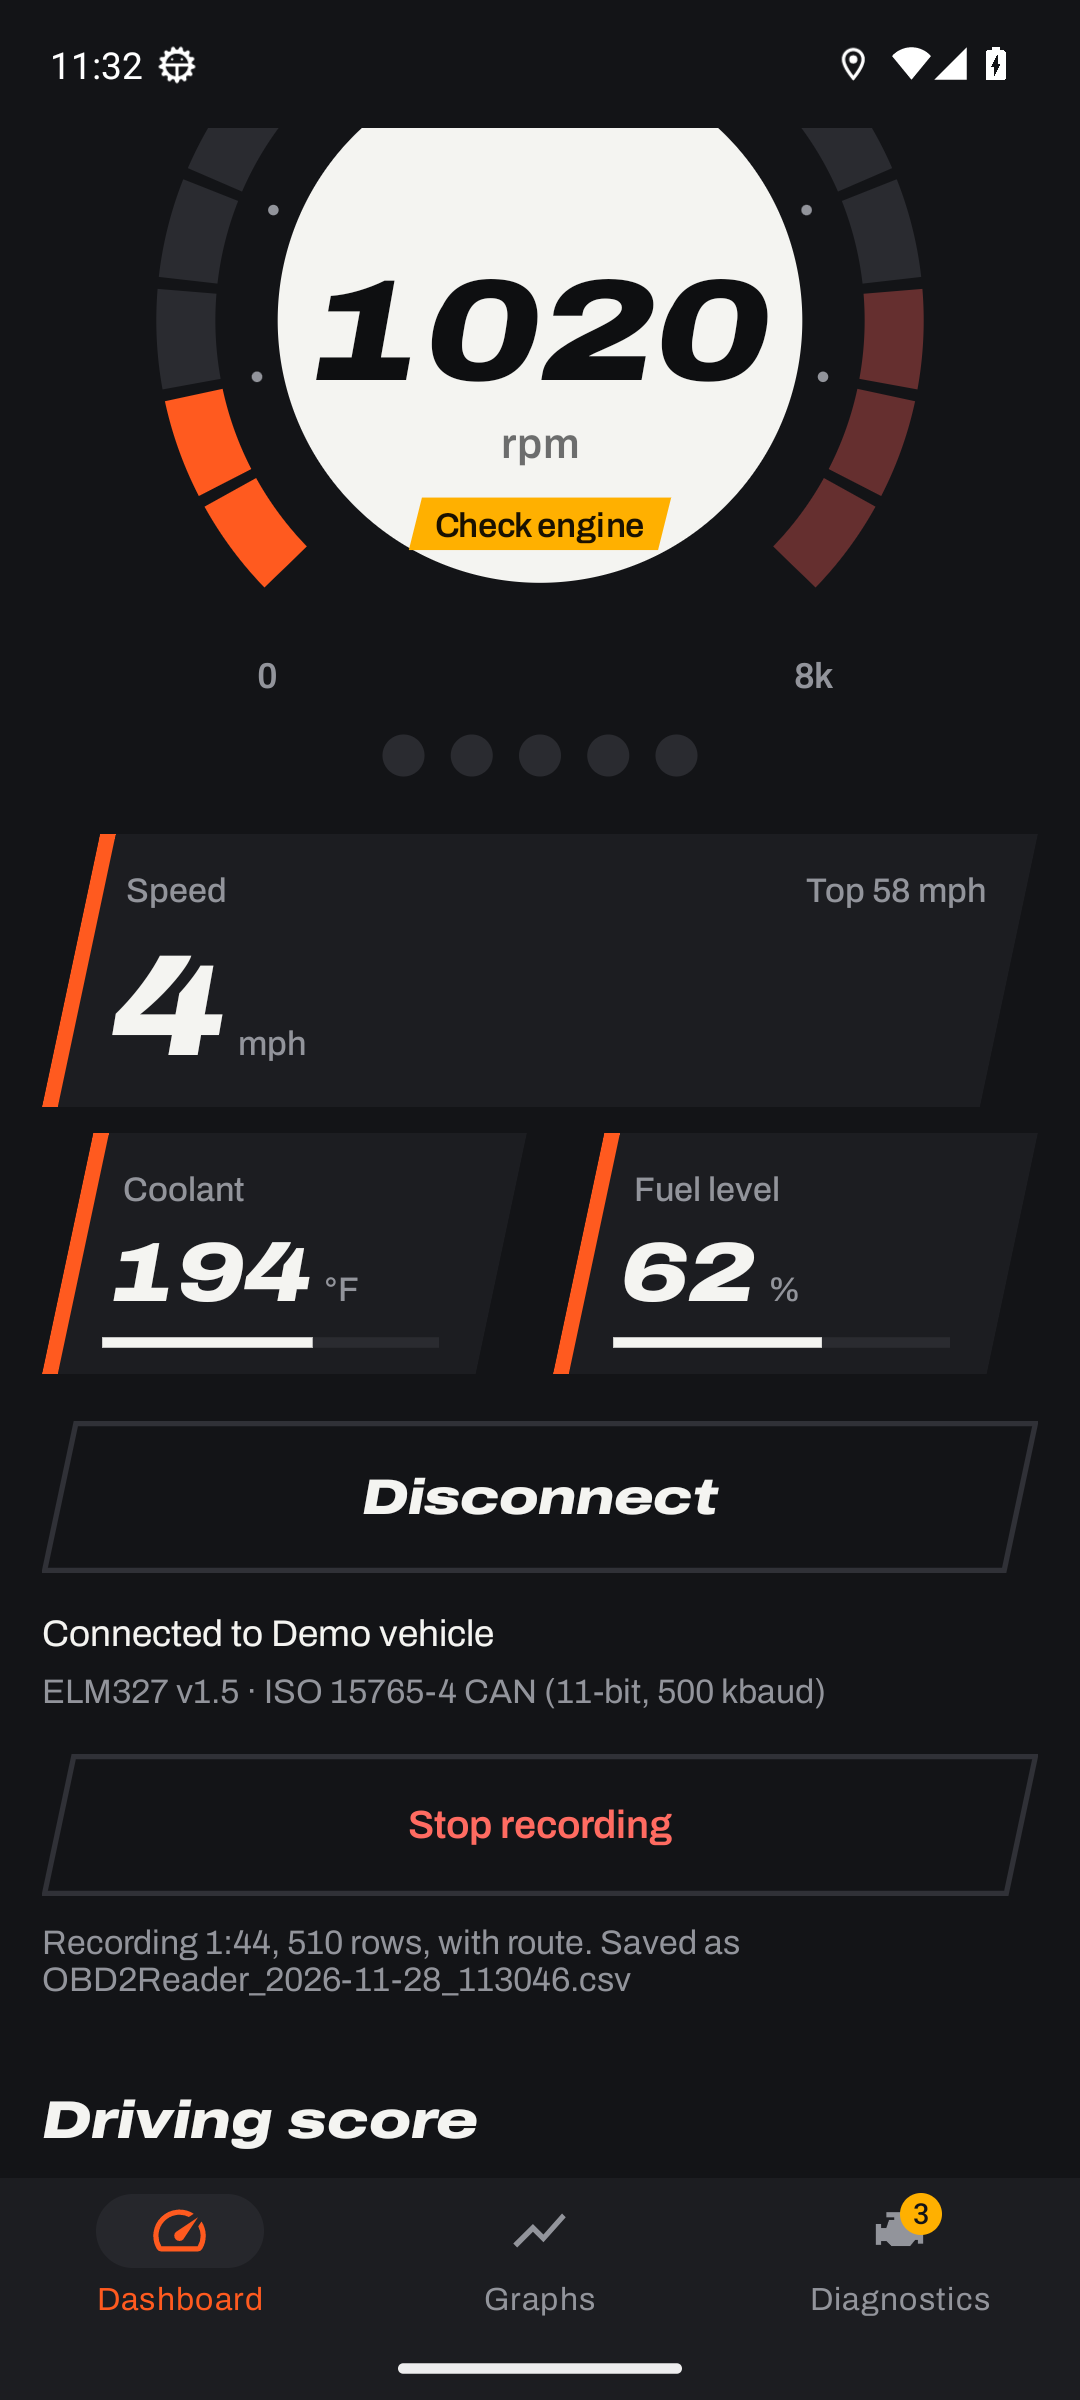 11:32
1020
rpm
Check engine
0
8k
Speed
Top 58 mph
4 mph
Coolant
Fuel level
194 °F
62 %
Disconnect
Connected to Demo vehicle
ELM327 v1.5 · ISO 15765-4 CAN (11-bit, 500 kbaud)
Stop recording
Recording 1:44, 510 rows, with route. Saved as
OBD2Reader_2026-11-28_113046.csv
Driving score
3
Dashboard
Graphs
Diagnostics